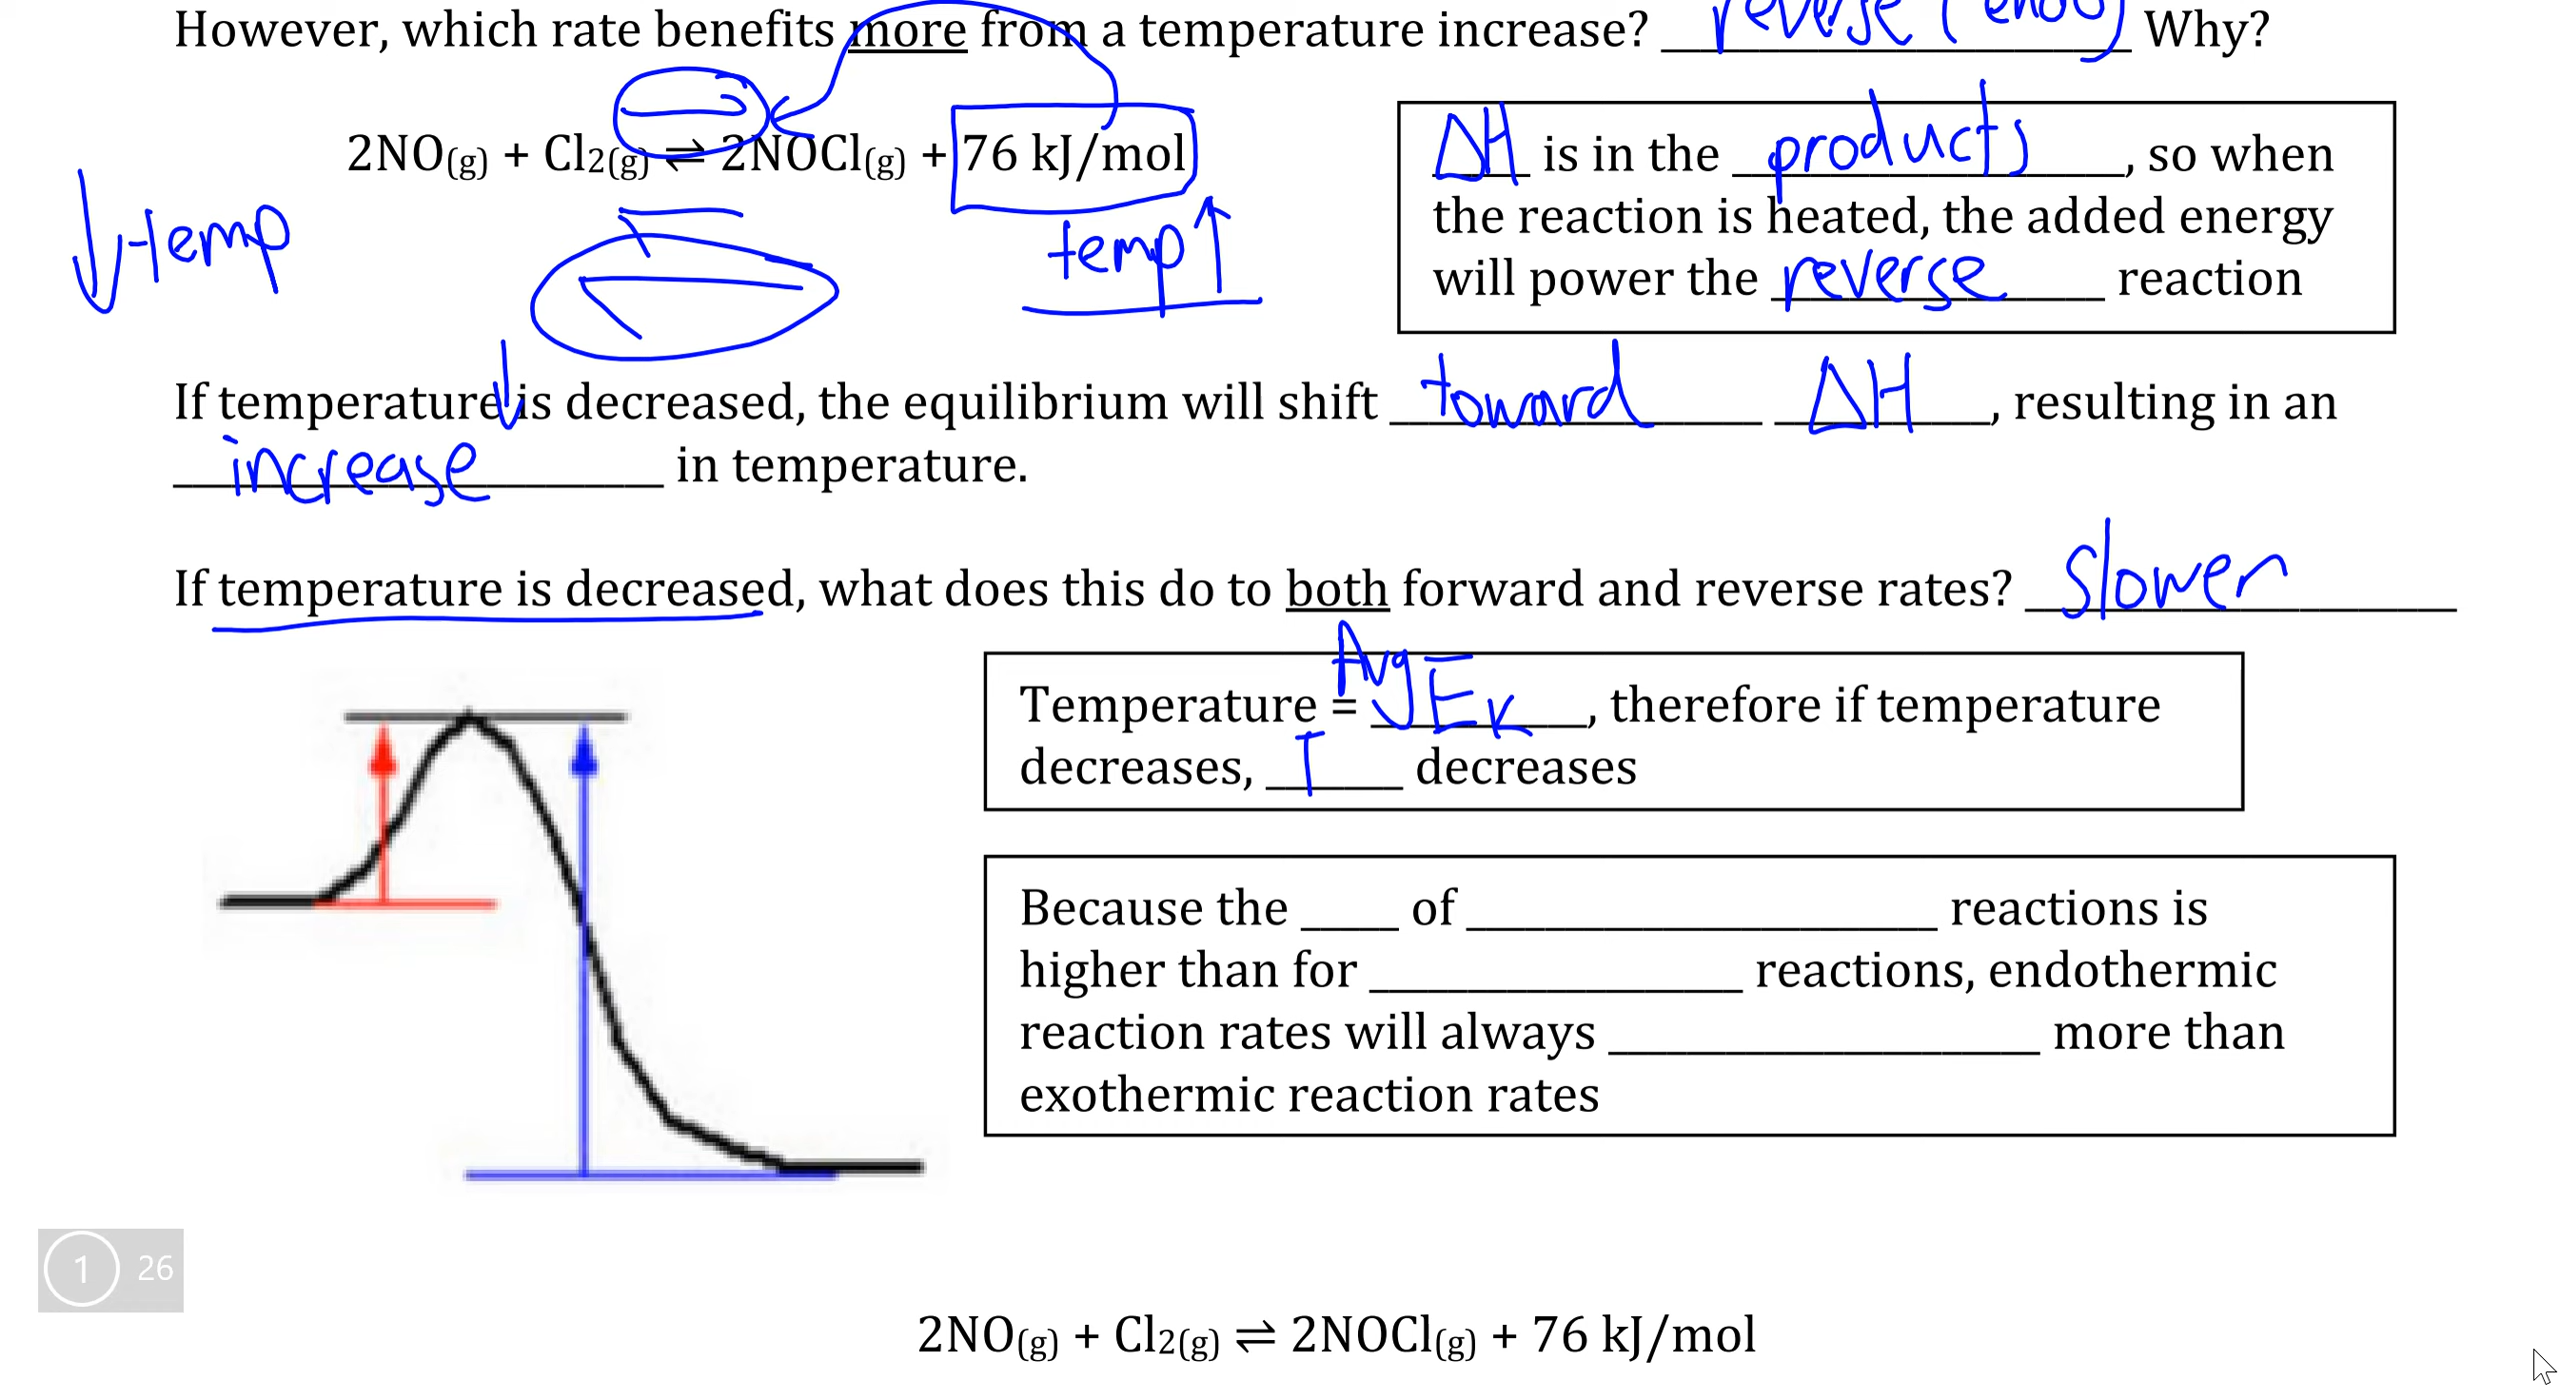 However, which rate benefits more from a temperature increase? reverse (endo) Why?
2NO(g) + Cl2(g) ⇌ 2NOCl(g) + 76 kJ/mol
↓temp
temp↑
ΔH is in the products, so when
the reaction is heated, the added energy
will power the reverse reaction
If temperature ↓ is decreased, the equilibrium will shift toward ΔH, resulting in an
increase in temperature.
If temperature is decreased, what does this do to both forward and reverse rates? slower
Temperature = Avg EK, therefore if temperature
decreases, T decreases
Because the _____ of _____ reactions is
higher than for _____ reactions, endothermic
reaction rates will always _____ more than
exothermic reaction rates
1 26
2NO(g) + Cl2(g) ⇌ 2NOCl(g) + 76 kJ/mol